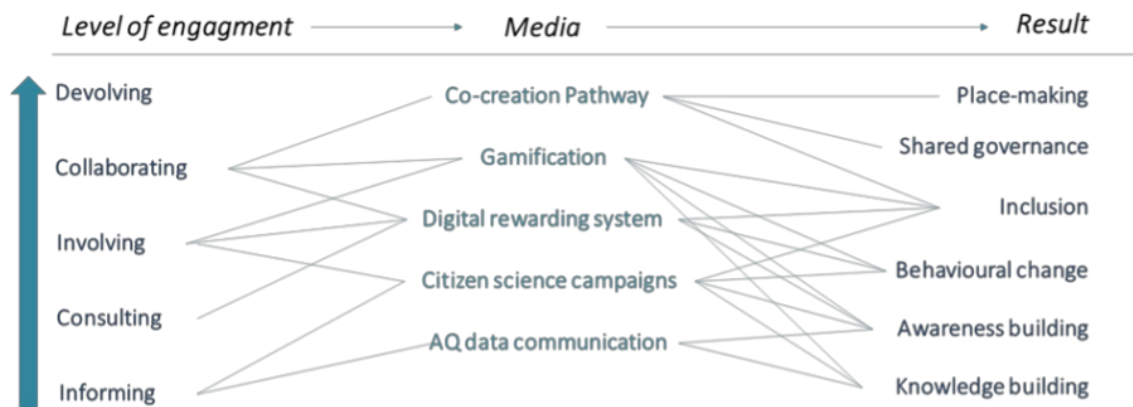 Level of engagment
Media
Result
Devolving
Co-creation Pathway
Place-making
Shared governance
Collaborating
Gamification
Inclusion
Involving
Digital rewarding system
Behavioural change
Citizen science campaigns
Consulting
AQ data communication
Awareness building
Informing
Knowledge building